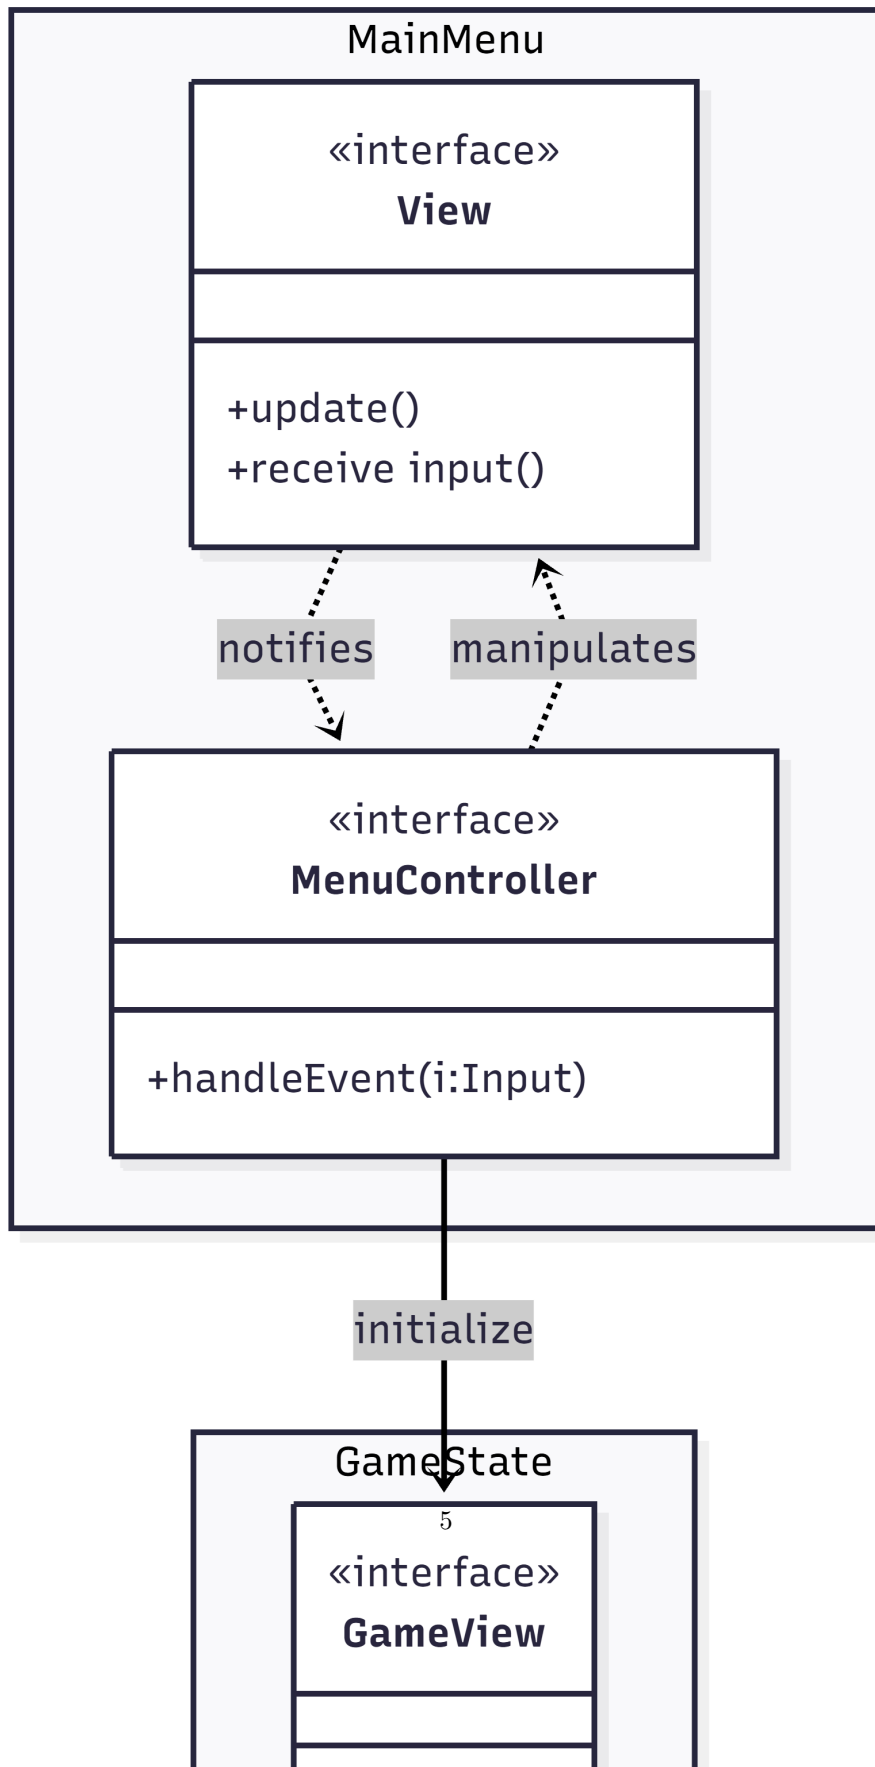 MainMenu
«interface»
View
+update()
+receive input()
notifies
manipulates
«interface»
MenuController
+handleEvent(i:Input)
initialize
GameState
5
«interface»
GameView